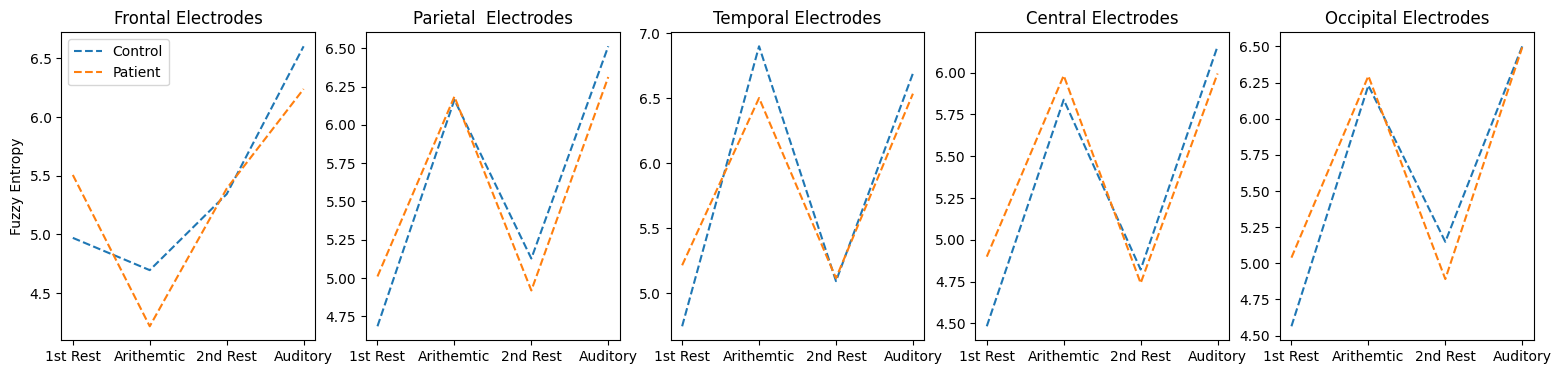 Frontal Electrodes
Control
Patient
Fuzzy Entropy
6.5
6.0
5.5
5.0
4.5
1st Rest Arithemtic 2nd Rest Auditory
Parietal  Electrodes
6.50
6.25
6.00
5.75
5.50
5.25
5.00
4.75
1st Rest Arithemtic 2nd Rest Auditory
Temporal Electrodes
7.0
6.5
6.0
5.5
5.0
1st Rest Arithemtic 2nd Rest Auditory
Central Electrodes
6.00
5.75
5.50
5.25
5.00
4.75
4.50
1st Rest Arithemtic 2nd Rest Auditory
Occipital Electrodes
6.50
6.25
6.00
5.75
5.50
5.25
5.00
4.75
4.50
1st Rest Arithemtic 2nd Rest Auditory